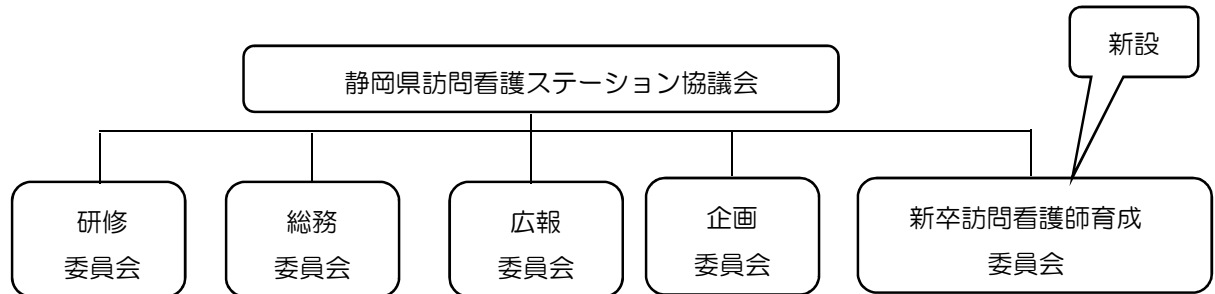 新設
静岡県訪問看護ステーション協議会
研修
委員会
総務
委員会
広報
委員会
企画
委員会
新卒訪問看護師育成
委員会